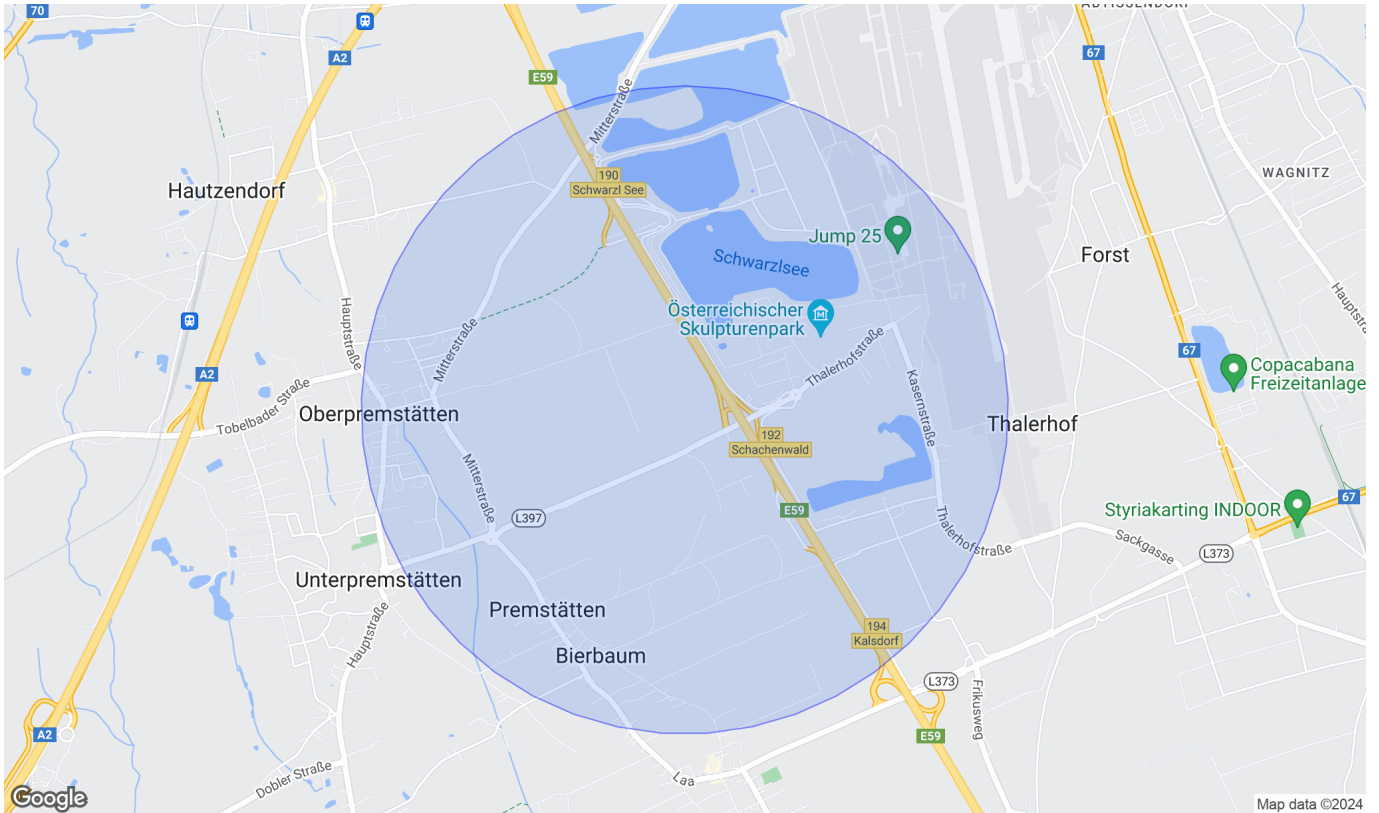 70
ABTISSENDORF
A2
E59
67
Mitterstraße
WAGNITZ
190
Schwarzl See
Hautzendorf
Jump 25
Forst
Schwarzlsee
Österreichischer
Skulpturenpark
Hauptstraße
Hauptstraße
Mitterstraße
Thalerhofstraße
67
Copacabana
Freizeitanlage
A2
Kasernstraße
Tobelbader Straße
Oberpremstätten
Thalerhof
192
Schachenwald
Mitterstraße
L397
E59
67
Styriakarting INDOOR
Thalerhofstraße
Sackgasse
L373
Unterpremstätten
Premstätten
194
Kalsdorf
Hauptstraße
Bierbaum
L373
Frikusweg
A2
E59
Dobler Straße
Laa
Google
Map data ©2024